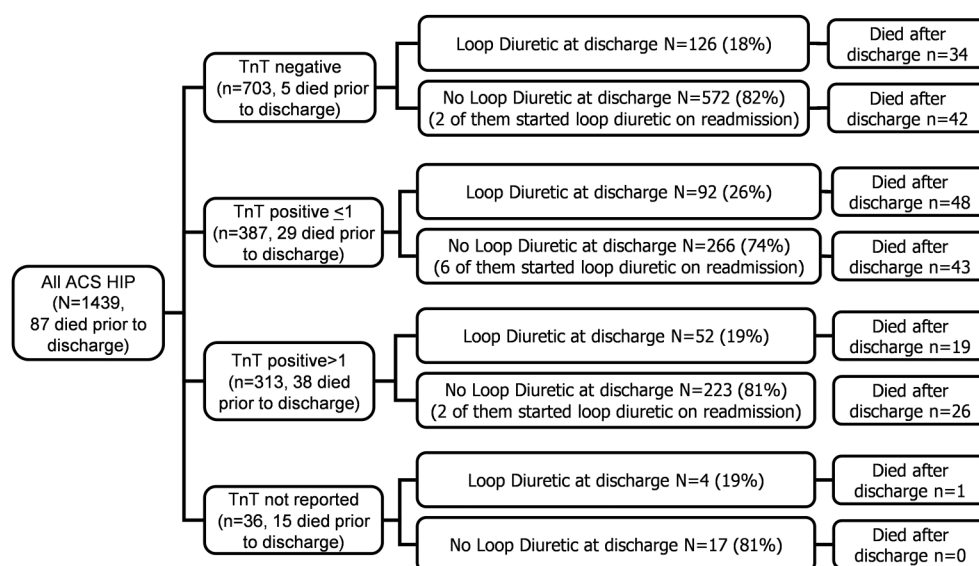 All ACS HIP
(N=1439,
87 died prior to
discharge)
TnT negative
(n=703, 5 died prior
to discharge)
Loop Diuretic at discharge N=126 (18%)
Died after
discharge n=34
No Loop Diuretic at discharge N=572 (82%)
(2 of them started loop diuretic on readmission)
Died after
discharge n=42
TnT positive ≤1
(n=387, 29 died prior
to discharge)
Loop Diuretic at discharge N=92 (26%)
Died after
discharge n=48
No Loop Diuretic at discharge N=266 (74%)
(6 of them started loop diuretic on readmission)
Died after
discharge n=43
TnT positive>1
(n=313, 38 died
prior to discharge)
Loop Diuretic at discharge N=52 (19%)
Died after
discharge n=19
No Loop Diuretic at discharge N=223 (81%)
(2 of them started loop diuretic on readmission)
Died after
discharge n=26
TnT not reported
(n=36, 15 died prior
to discharge)
Loop Diuretic at discharge N=4 (19%)
Died after
discharge n=1
No Loop Diuretic at discharge N=17 (81%)
Died after
discharge n=0